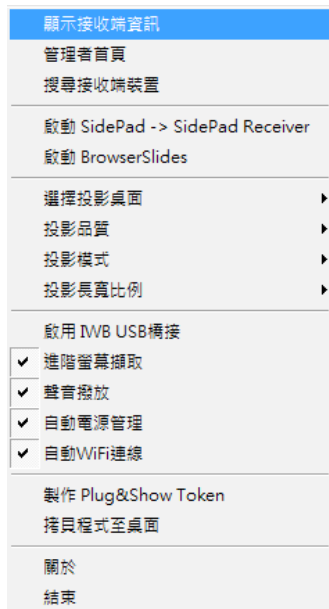 顯示接收端資訊
管理者首頁
搜尋接收端裝置
啟動 SidePad -> SidePad Receiver
啟動 BrowserSlides
選擇投影桌面
投影品質
投影模式
投影長寬比例
啟用 IWB USB橋接
進階螢幕擷取
聲音撥放
自動電源管理
自動WiFi連線
製作 Plug&Show Token
拷貝程式至桌面
關於
結束